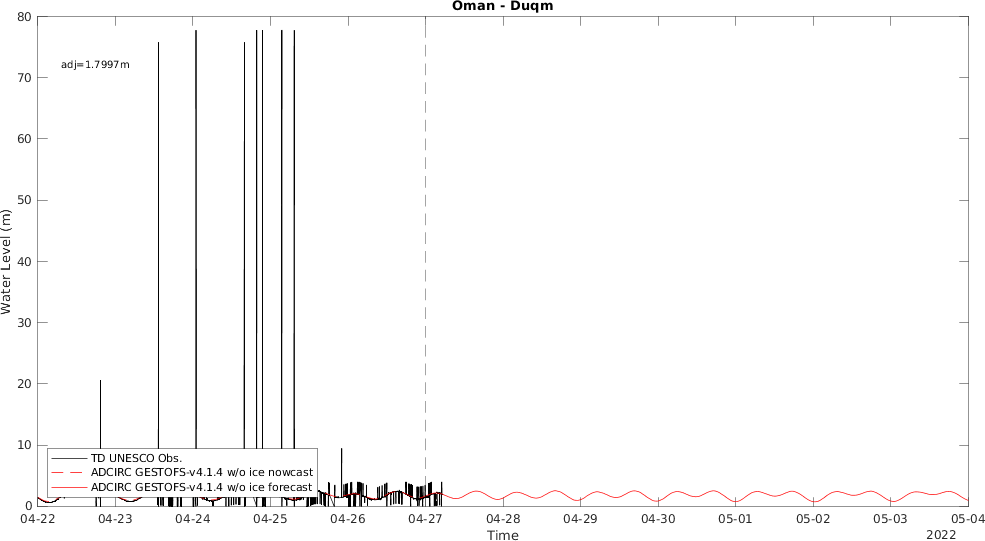 Oman - Duqm
80
70
60
50
40
30
20
10
0
adj=1.7997m
Water Level (m)
TD UNESCO Obs.
ADCIRC GESTOFS-v4.1.4 w/o ice nowcast
ADCIRC GESTOFS-v4.1.4 w/o ice forecast
04-22 04-23 04-24 04-25 04-26 04-27 04-28 04-29 04-30 05-01 05-02 05-03 05-04
Time
2022